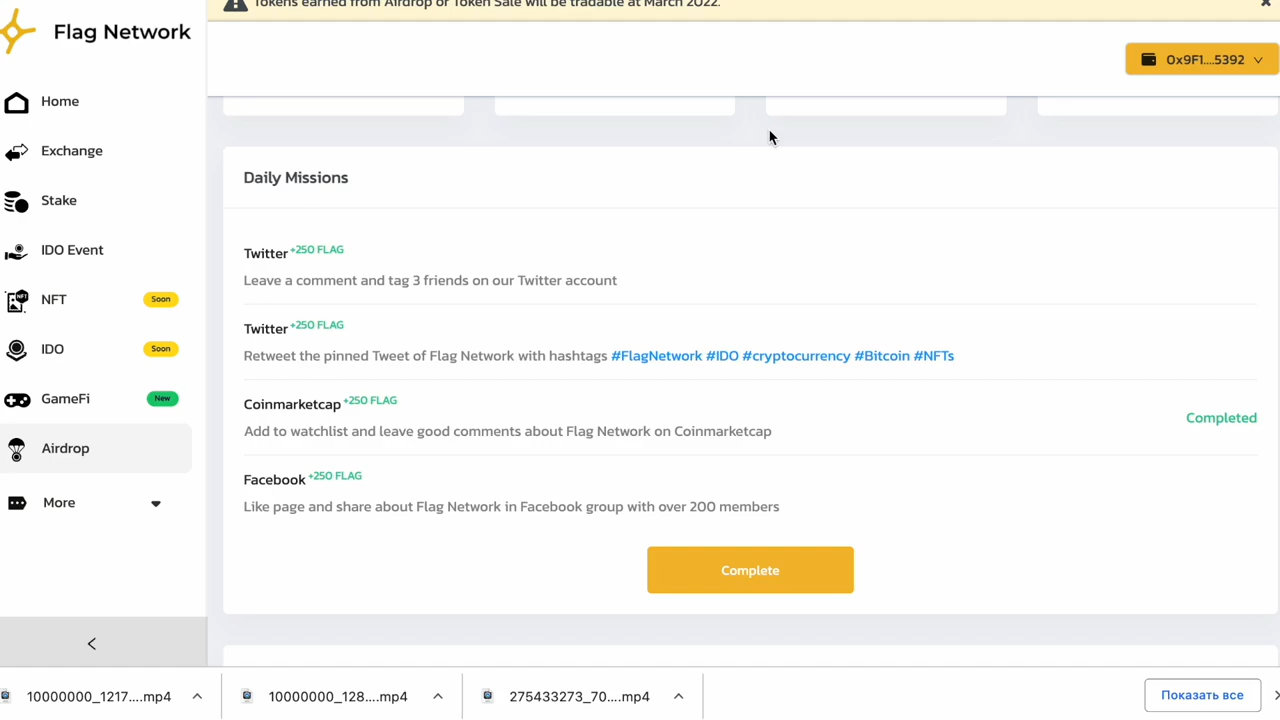 Tokens earned from Airdrop or Token Sale will be tradable at March 2022.
Flag Network
0x9F1...5392
Home
Exchange
Stake
IDO Event
NFT
Soon
IDO
Soon
GameFi
New
Airdrop
More
Daily Missions
Twitter +250 FLAG
Leave a comment and tag 3 friends on our Twitter account
Twitter +250 FLAG
Retweet the pinned Tweet of Flag Network with hashtags #FlagNetwork #IDO #cryptocurrency #Bitcoin #NFTs
Coinmarketcap +250 FLAG
Add to watchlist and leave good comments about Flag Network on Coinmarketcap
Completed
Facebook +250 FLAG
Like page and share about Flag Network in Facebook group with over 200 members
Complete
10000000_1217....mp4
10000000_128....mp4
275433273_70....mp4
Показать все